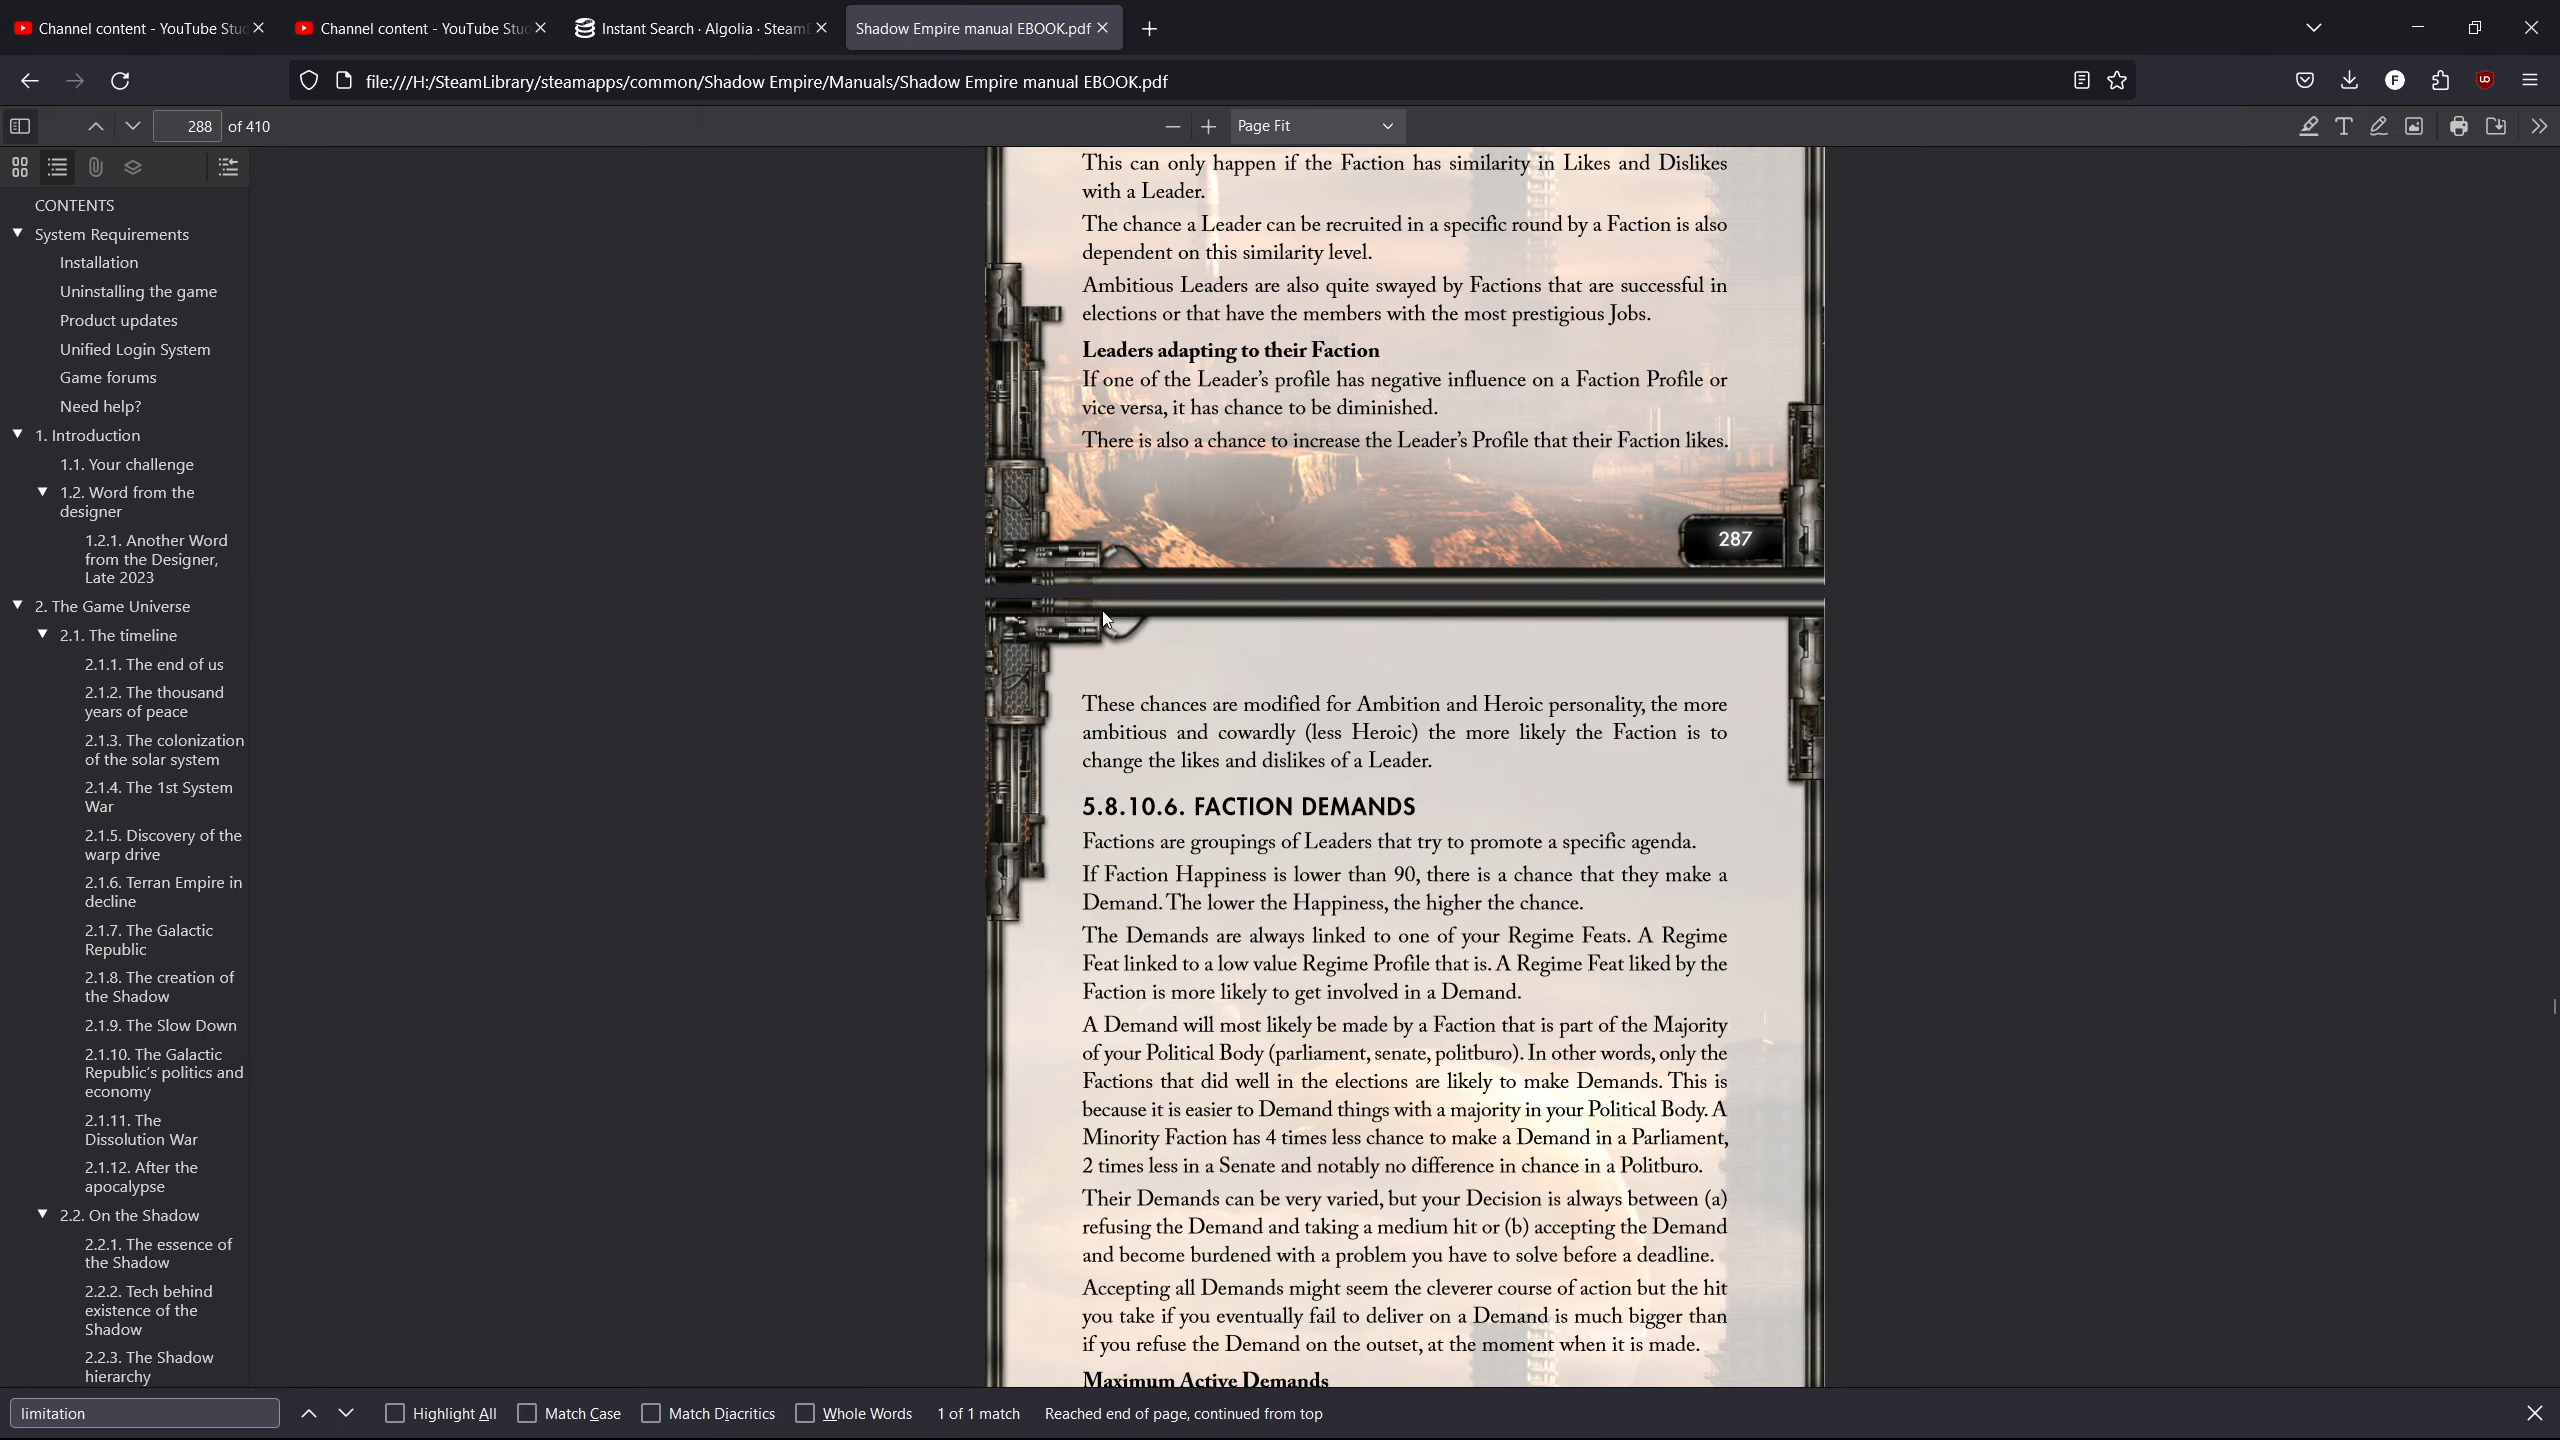 Channel content - YouTube Stu
Channel content - YouTube Stu
Instant Search · Algolia · Steam
Shadow Empire manual EBOOK.pdf
file:///H:/SteamLibrary/steamapps/common/Shadow Empire/Manuals/Shadow Empire manual EBOOK.pdf
F
288 of 410
Page Fit
CONTENTS
System Requirements
Installation
Uninstalling the game
Product updates
Unified Login System
Game forums
Need help?
1. Introduction
1.1. Your challenge
1.2. Word from the
designer
1.2.1. Another Word
from the Designer,
Late 2023
2. The Game Universe
2.1. The timeline
2.1.1. The end of us
2.1.2. The thousand
years of peace
2.1.3. The colonization
of the solar system
2.1.4. The 1st System
War
2.1.5. Discovery of the
warp drive
2.1.6. Terran Empire in
decline
2.1.7. The Galactic
Republic
2.1.8. The creation of
the Shadow
2.1.9. The Slow Down
2.1.10. The Galactic
Republic's politics and
economy
2.1.11. The
Dissolution War
2.1.12. After the
apocalypse
2.2. On the Shadow
2.2.1. The essence of
the Shadow
2.2.2. Tech behind
existence of the
Shadow
2.2.3. The Shadow
hierarchy
This can only happen if the Faction has similarity in Likes and Dislikes
with a Leader.
The chance a Leader can be recruited in a specific round by a Faction is also
dependent on this similarity level.
Ambitious Leaders are also quite swayed by Factions that are successful in
elections or that have the members with the most prestigious Jobs.
Leaders adapting to their Faction
If one of the Leader's profile has negative influence on a Faction Profile or
vice versa, it has chance to be diminished.
There is also a chance to increase the Leader's Profile that their Faction likes.
287
These chances are modified for Ambition and Heroic personality, the more
ambitious and cowardly (less Heroic) the more likely the Faction is to
change the likes and dislikes of a Leader.
5.8.10.6. FACTION DEMANDS
Factions are groupings of Leaders that try to promote a specific agenda.
If Faction Happiness is lower than 90, there is a chance that they make a
Demand. The lower the Happiness, the higher the chance.
The Demands are always linked to one of your Regime Feats. A Regime
Feat linked to a low value Regime Profile that is. A Regime Feat liked by the
Faction is more likely to get involved in a Demand.
A Demand will most likely be made by a Faction that is part of the Majority
of your Political Body (parliament, senate, politburo). In other words, only the
Factions that did well in the elections are likely to make Demands. This is
because it is easier to Demand things with a majority in your Political Body. A
Minority Faction has 4 times less chance to make a Demand in a Parliament,
2 times less in a Senate and notably no difference in chance in a Politburo.
Their Demands can be very varied, but your Decision is always between (a)
refusing the Demand and taking a medium hit or (b) accepting the Demand
and become burdened with a problem you have to solve before a deadline.
Accepting all Demands might seem the cleverer course of action but the hit
you take if you eventually fail to deliver on a Demand is much bigger than
if you refuse the Demand on the outset, at the moment when it is made.
Maximum Active Demands
limitation
Highlight All
Match Case
Match Diacritics
Whole Words
1 of 1 match
Reached end of page, continued from top